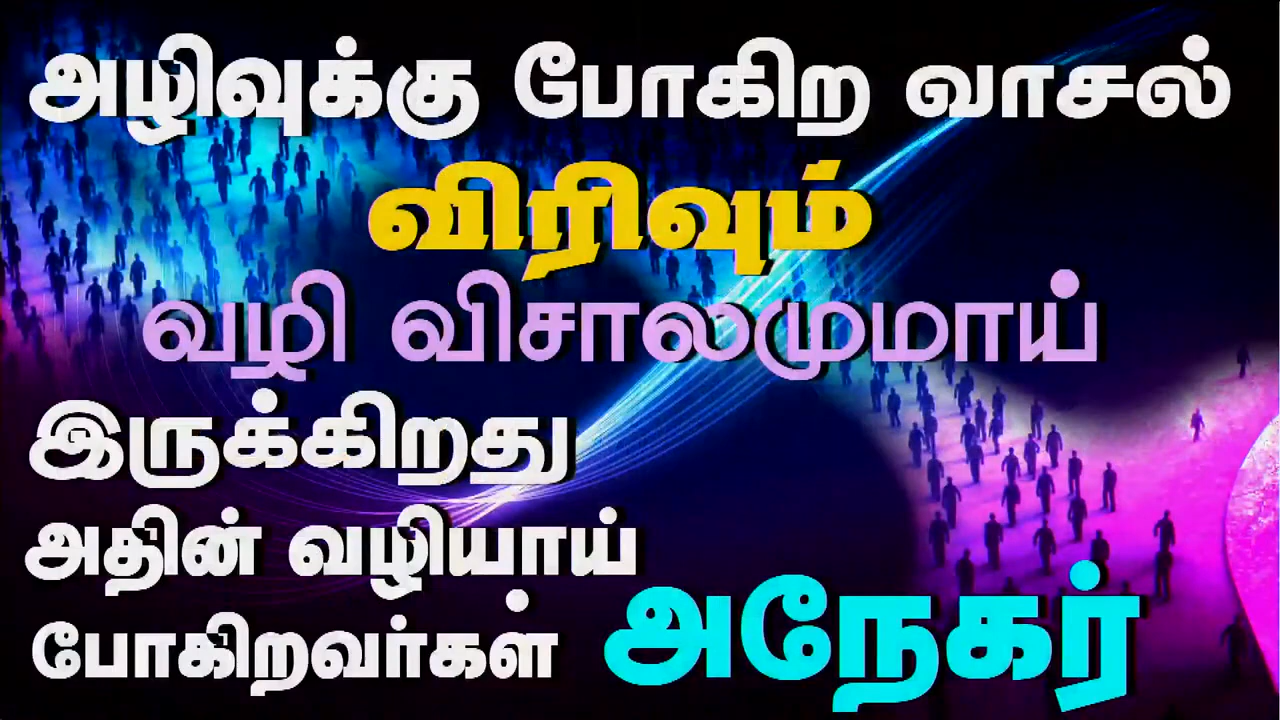 அழிவுக்கு போகிற வாசல்
விரிவும்
வழி விசாலமுமாய்
இருக்கிறது
அதின் வழியாய்
போகிறவர்கள் அநேகர்